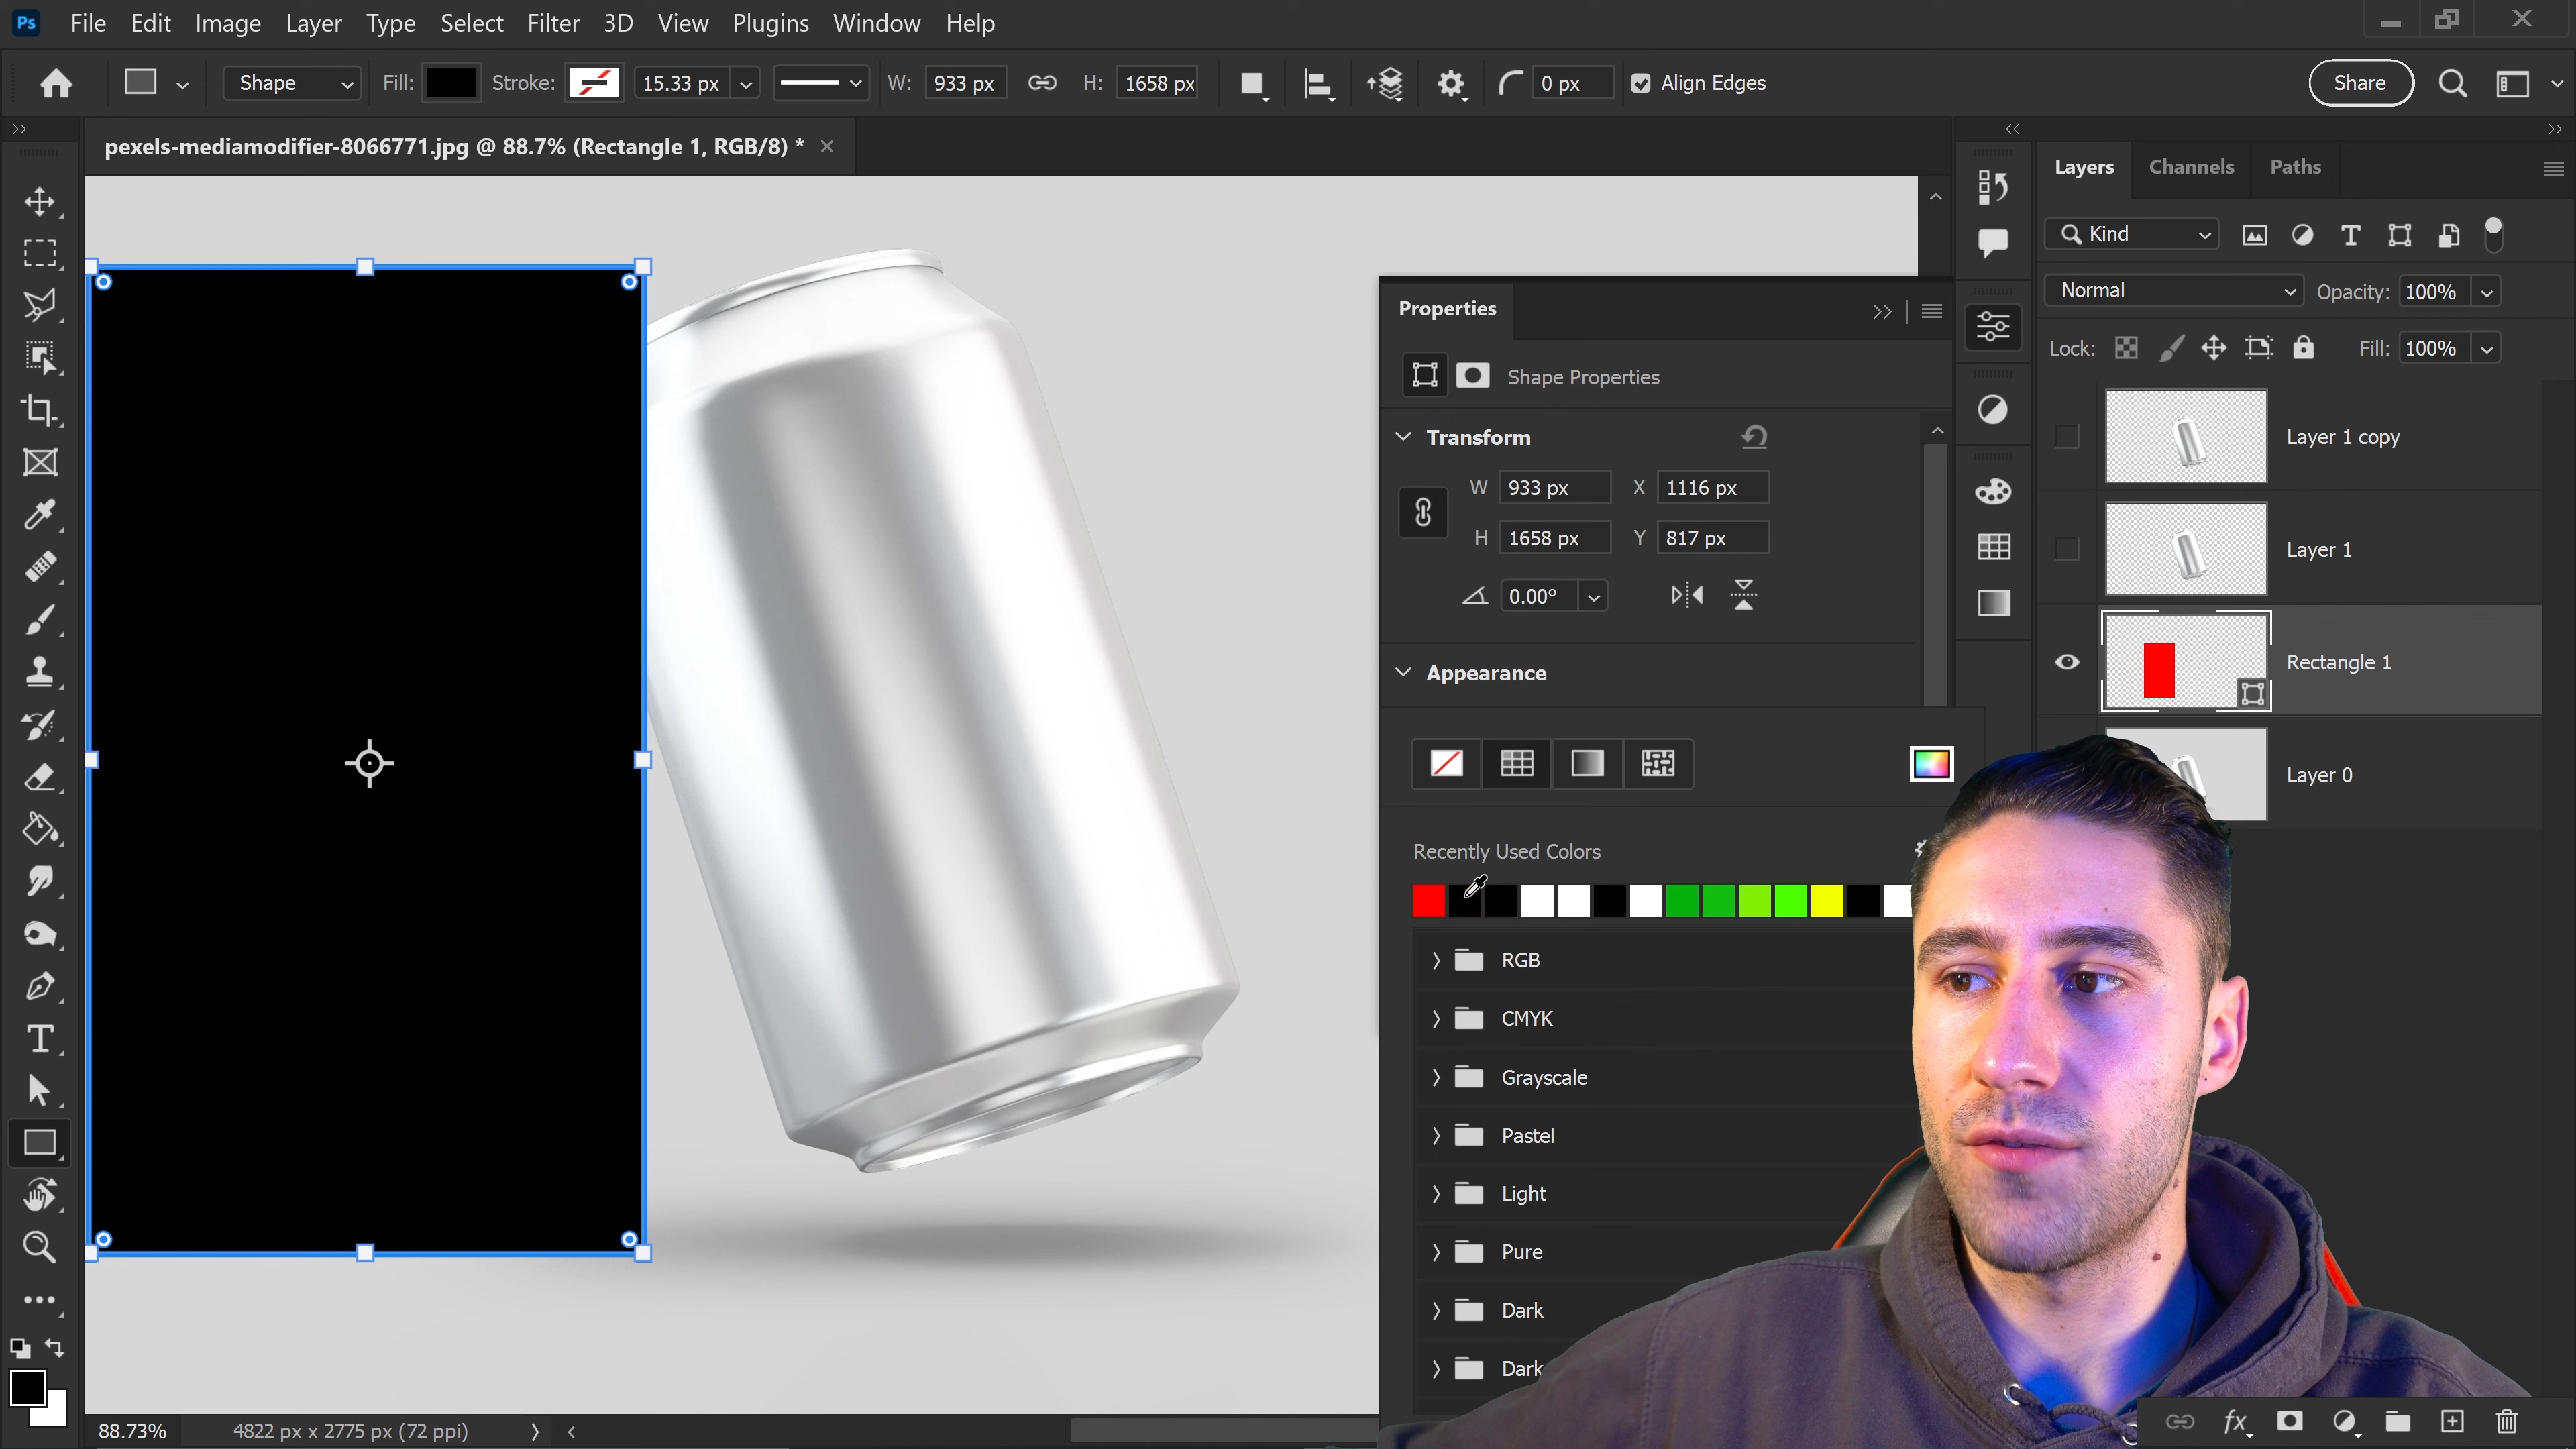 Ps File Edit Image Layer Type Select Filter 3D View Plugins Window Help
Shape Fill: Stroke: 15.33 px W: 933 px H: 1658 px 0 px Align Edges Share
pexels-mediamodifier-8066771.jpg @ 88.7% (Rectangle 1, RGB/8) * ×
Layers Channels Paths
Kind
Normal Opacity: 100%
Lock: Fill: 100%
Layer 1 copy
Layer 1
Rectangle 1
Layer 0
Properties
Shape Properties
Transform
W 933 px X 1116 px
H 1658 px Y 817 px
0.00°
Appearance
Recently Used Colors
RGB
CMYK
Grayscale
Pastel
Light
Pure
Dark
Dark
88.73% 4822 px x 2775 px (72 ppi)
fx